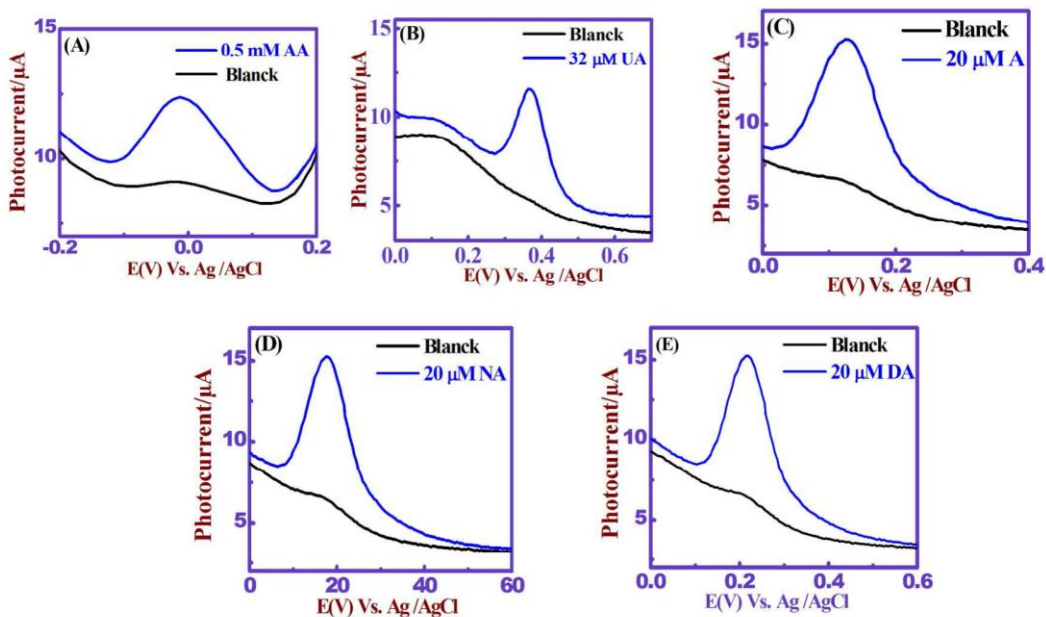 (A)
0.5 mM AA
Blanck
15
10
Photocurrent/μA
-0.2 0.0 0.2
E(V) Vs. Ag /AgCl
(B)
Blanck
32 μM UA
15
10
5
Photocurrent/μA
0.0 0.2 0.4 0.6
E(V) Vs. Ag /AgCl
(C)
Blanck
20 μM A
15
10
5
Photocurrent/μA
0.0 0.2 0.4
E(V) Vs. Ag /AgCl
(D)
Blanck
20 μM NA
15
10
5
Photocurrent/μA
0 20 40 60
E(V) Vs. Ag /AgCl
(E)
Blanck
20 μM DA
15
10
5
Photocurrent/μA
0.0 0.2 0.4 0.6
E(V) Vs. Ag /AgCl